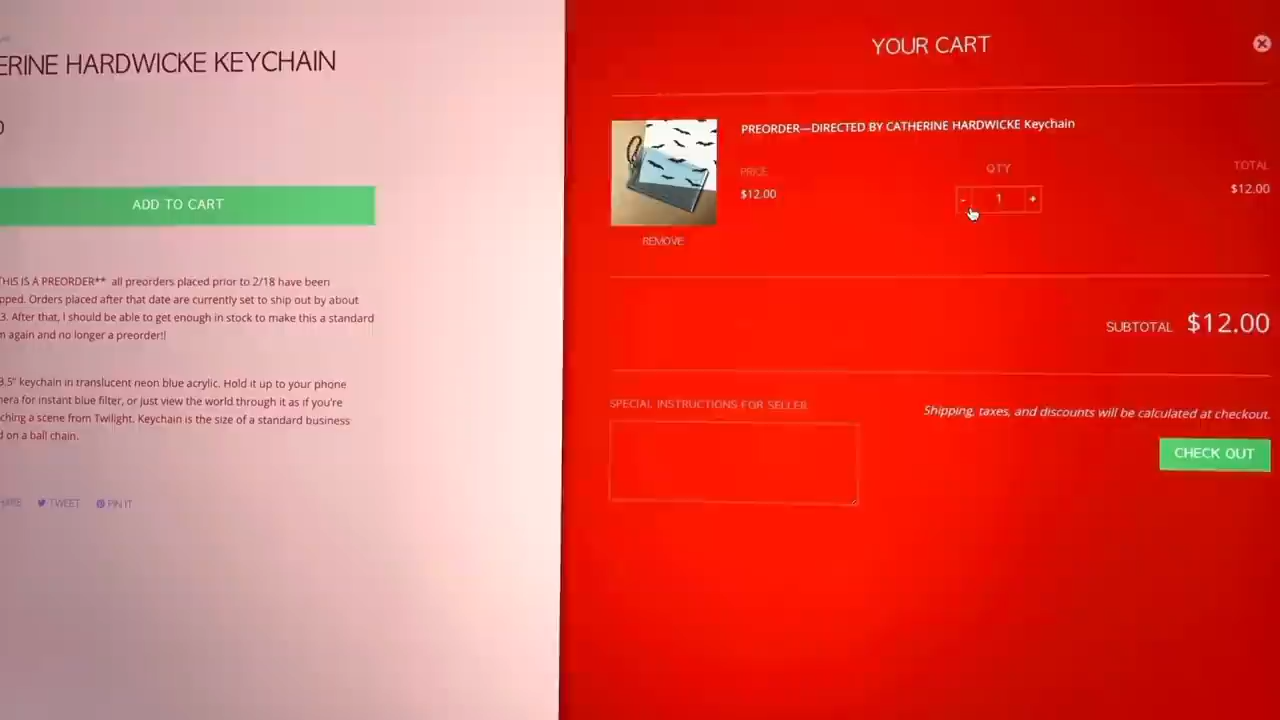 ERINE HARDWICKE KEYCHAIN
ADD TO CART
THIS IS A PREORDER** all preorders placed prior to 2/18 have been
pped. Orders placed after that date are currently set to ship out by about
3. After that, I should be able to get enough in stock to make this a standard
m again and no longer a preorder!!
3.5" keychain in translucent neon blue acrylic. Hold it up to your phone
nera for instant blue filter, or just view the world through it as if you're
ching a scene from Twilight. Keychain is the size of a standard business
d on a ball chain.
HARE TWEET PIN IT
YOUR CART
PREORDER—DIRECTED BY CATHERINE HARDWICKE Keychain
PRICE QTY TOTAL
$12.00 - 1 + $12.00
REMOVE
SUBTOTAL $12.00
SPECIAL INSTRUCTIONS FOR SELLER
Shipping, taxes, and discounts will be calculated at checkout.
CHECK OUT